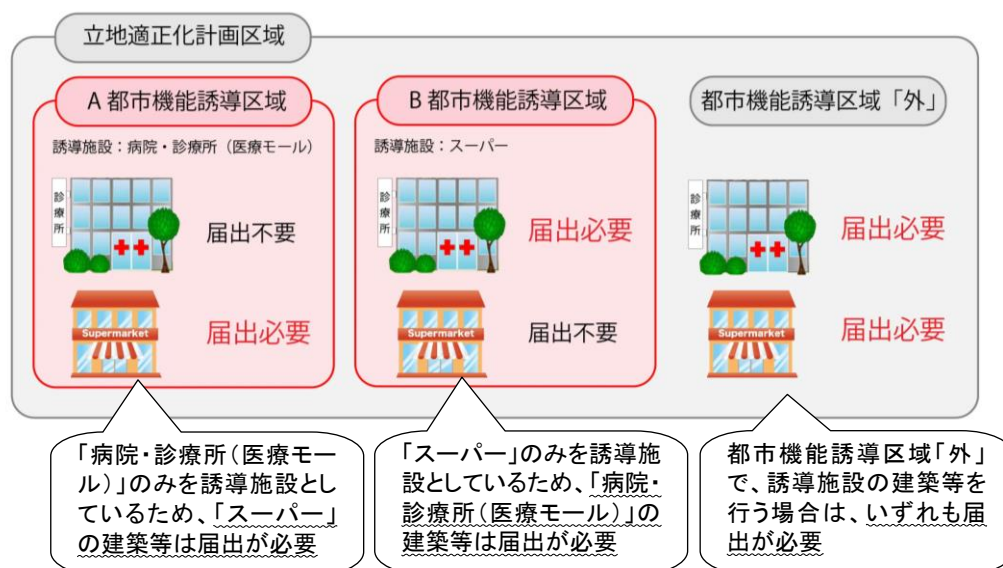 立地適正化計画区域
A 都市機能誘導区域
誘導施設：病院・診療所（医療モール）
診療所
届出不要
Supermarket
届出必要
B 都市機能誘導区域
誘導施設：スーパー
診療所
届出必要
Supermarket
届出不要
都市機能誘導区域「外」
診療所
届出必要
Supermarket
届出必要
「病院・診療所（医療モー
ル）」のみを誘導施設とし
ているため、「スーパー」
の建築等は届出が必要
「スーパー」のみを誘導施
設としているため、「病院・
診療所（医療モール）」の
建築等は届出が必要
都市機能誘導区域「外」
で、誘導施設の建築等を
行う場合は、いずれも届
出が必要